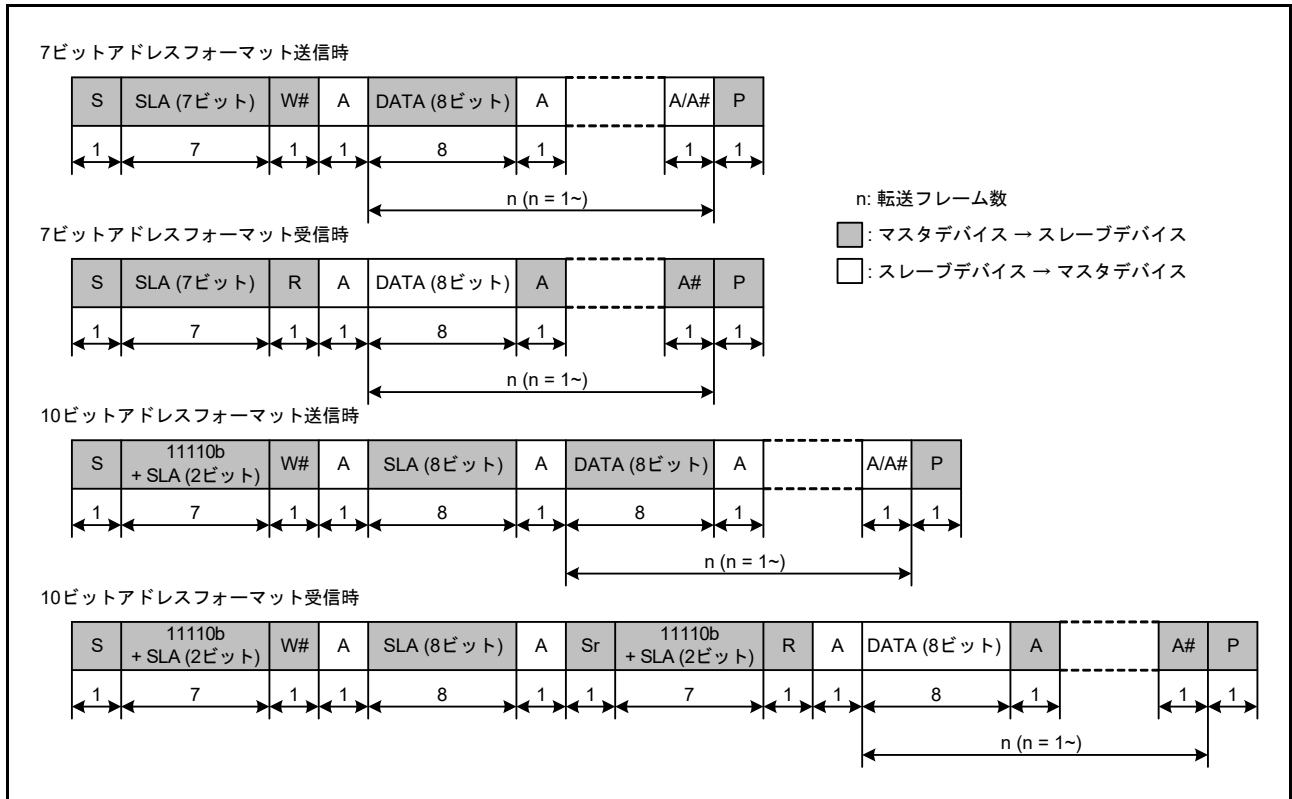 7ビットアドレスフォーマット送信時
S SLA (7ビット) W# A DATA (8ビット) A A/A# P
1 7 1 1 8 1 1 1
n (n = 1~)
n: 転送フレーム数
: マスタデバイス → スレーブデバイス
: スレーブデバイス → マスタデバイス
7ビットアドレスフォーマット受信時
S SLA (7ビット) R A DATA (8ビット) A A# P
1 7 1 1 8 1 1 1
n (n = 1~)
10ビットアドレスフォーマット送信時
S 11110b + SLA (2ビット) W# A SLA (8ビット) A DATA (8ビット) A A/A# P
1 7 1 1 8 1 8 1 1 1
n (n = 1~)
10ビットアドレスフォーマット受信時
S 11110b + SLA (2ビット) W# A SLA (8ビット) A Sr 11110b + SLA (2ビット) R A DATA (8ビット) A A# P
1 7 1 1 8 1 1 7 1 1 8 1 1 1
n (n = 1~)